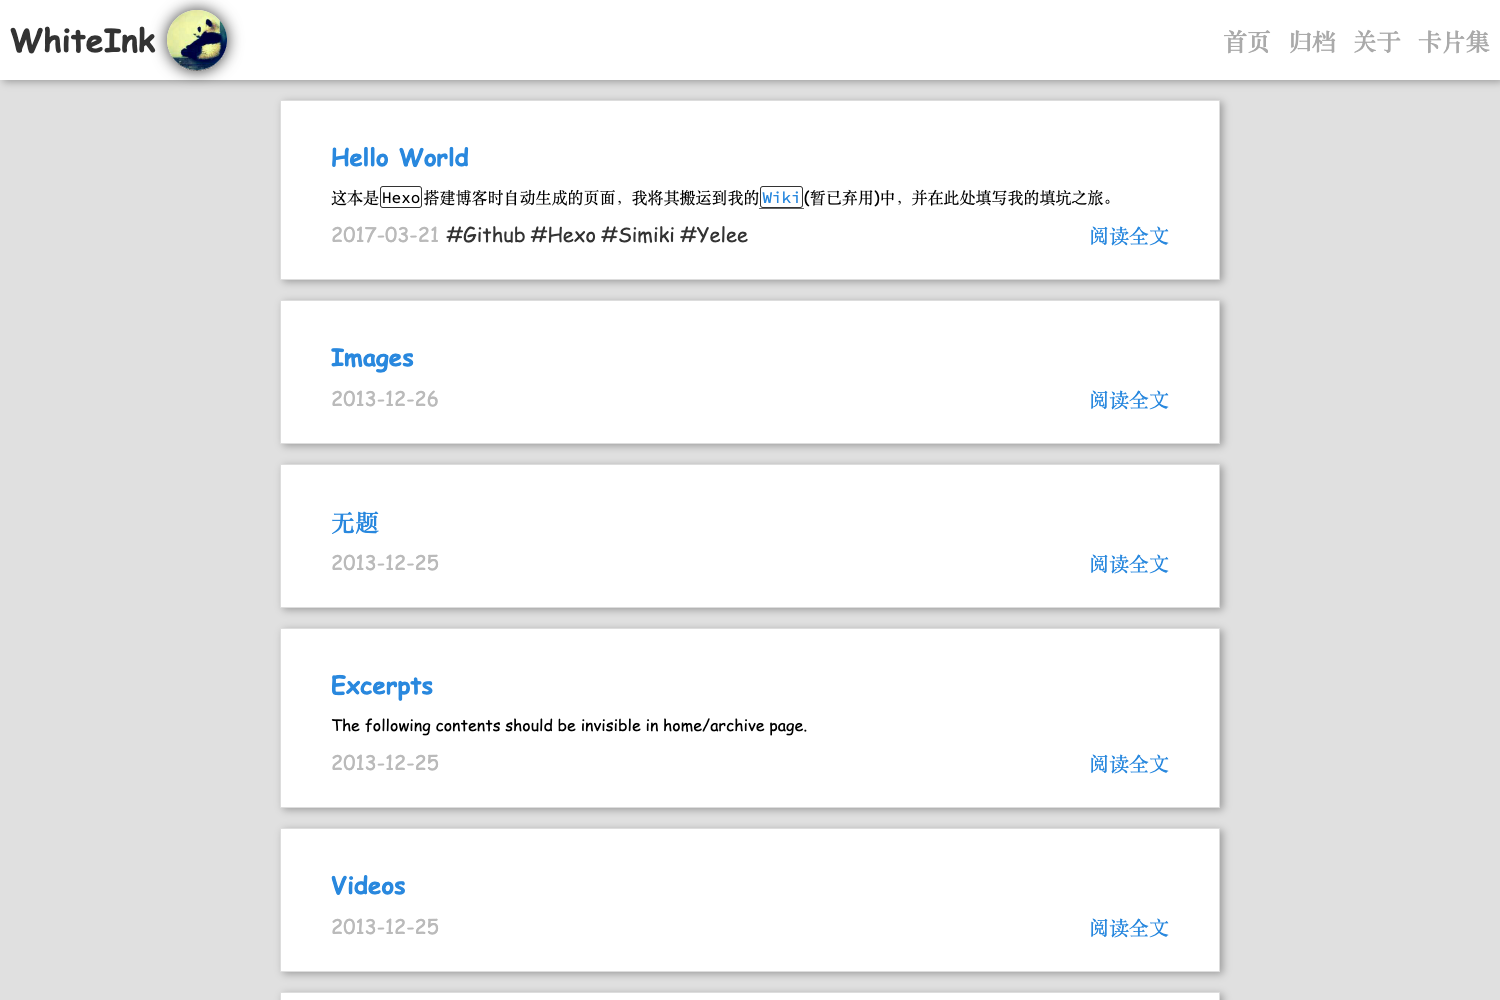 WhiteInk
首页 归档 关于 卡片集
Hello World
这本是Hexo搭建博客时自动生成的页面，我将其搬运到我的Wiki(暂已弃用)中，并在此处填写我的填坑之旅。
2017-03-21 #Github #Hexo #Simiki #Yelee 阅读全文
Images
2013-12-26 阅读全文
无题
2013-12-25 阅读全文
Excerpts
The following contents should be invisible in home/archive page.
2013-12-25 阅读全文
Videos
2013-12-25 阅读全文